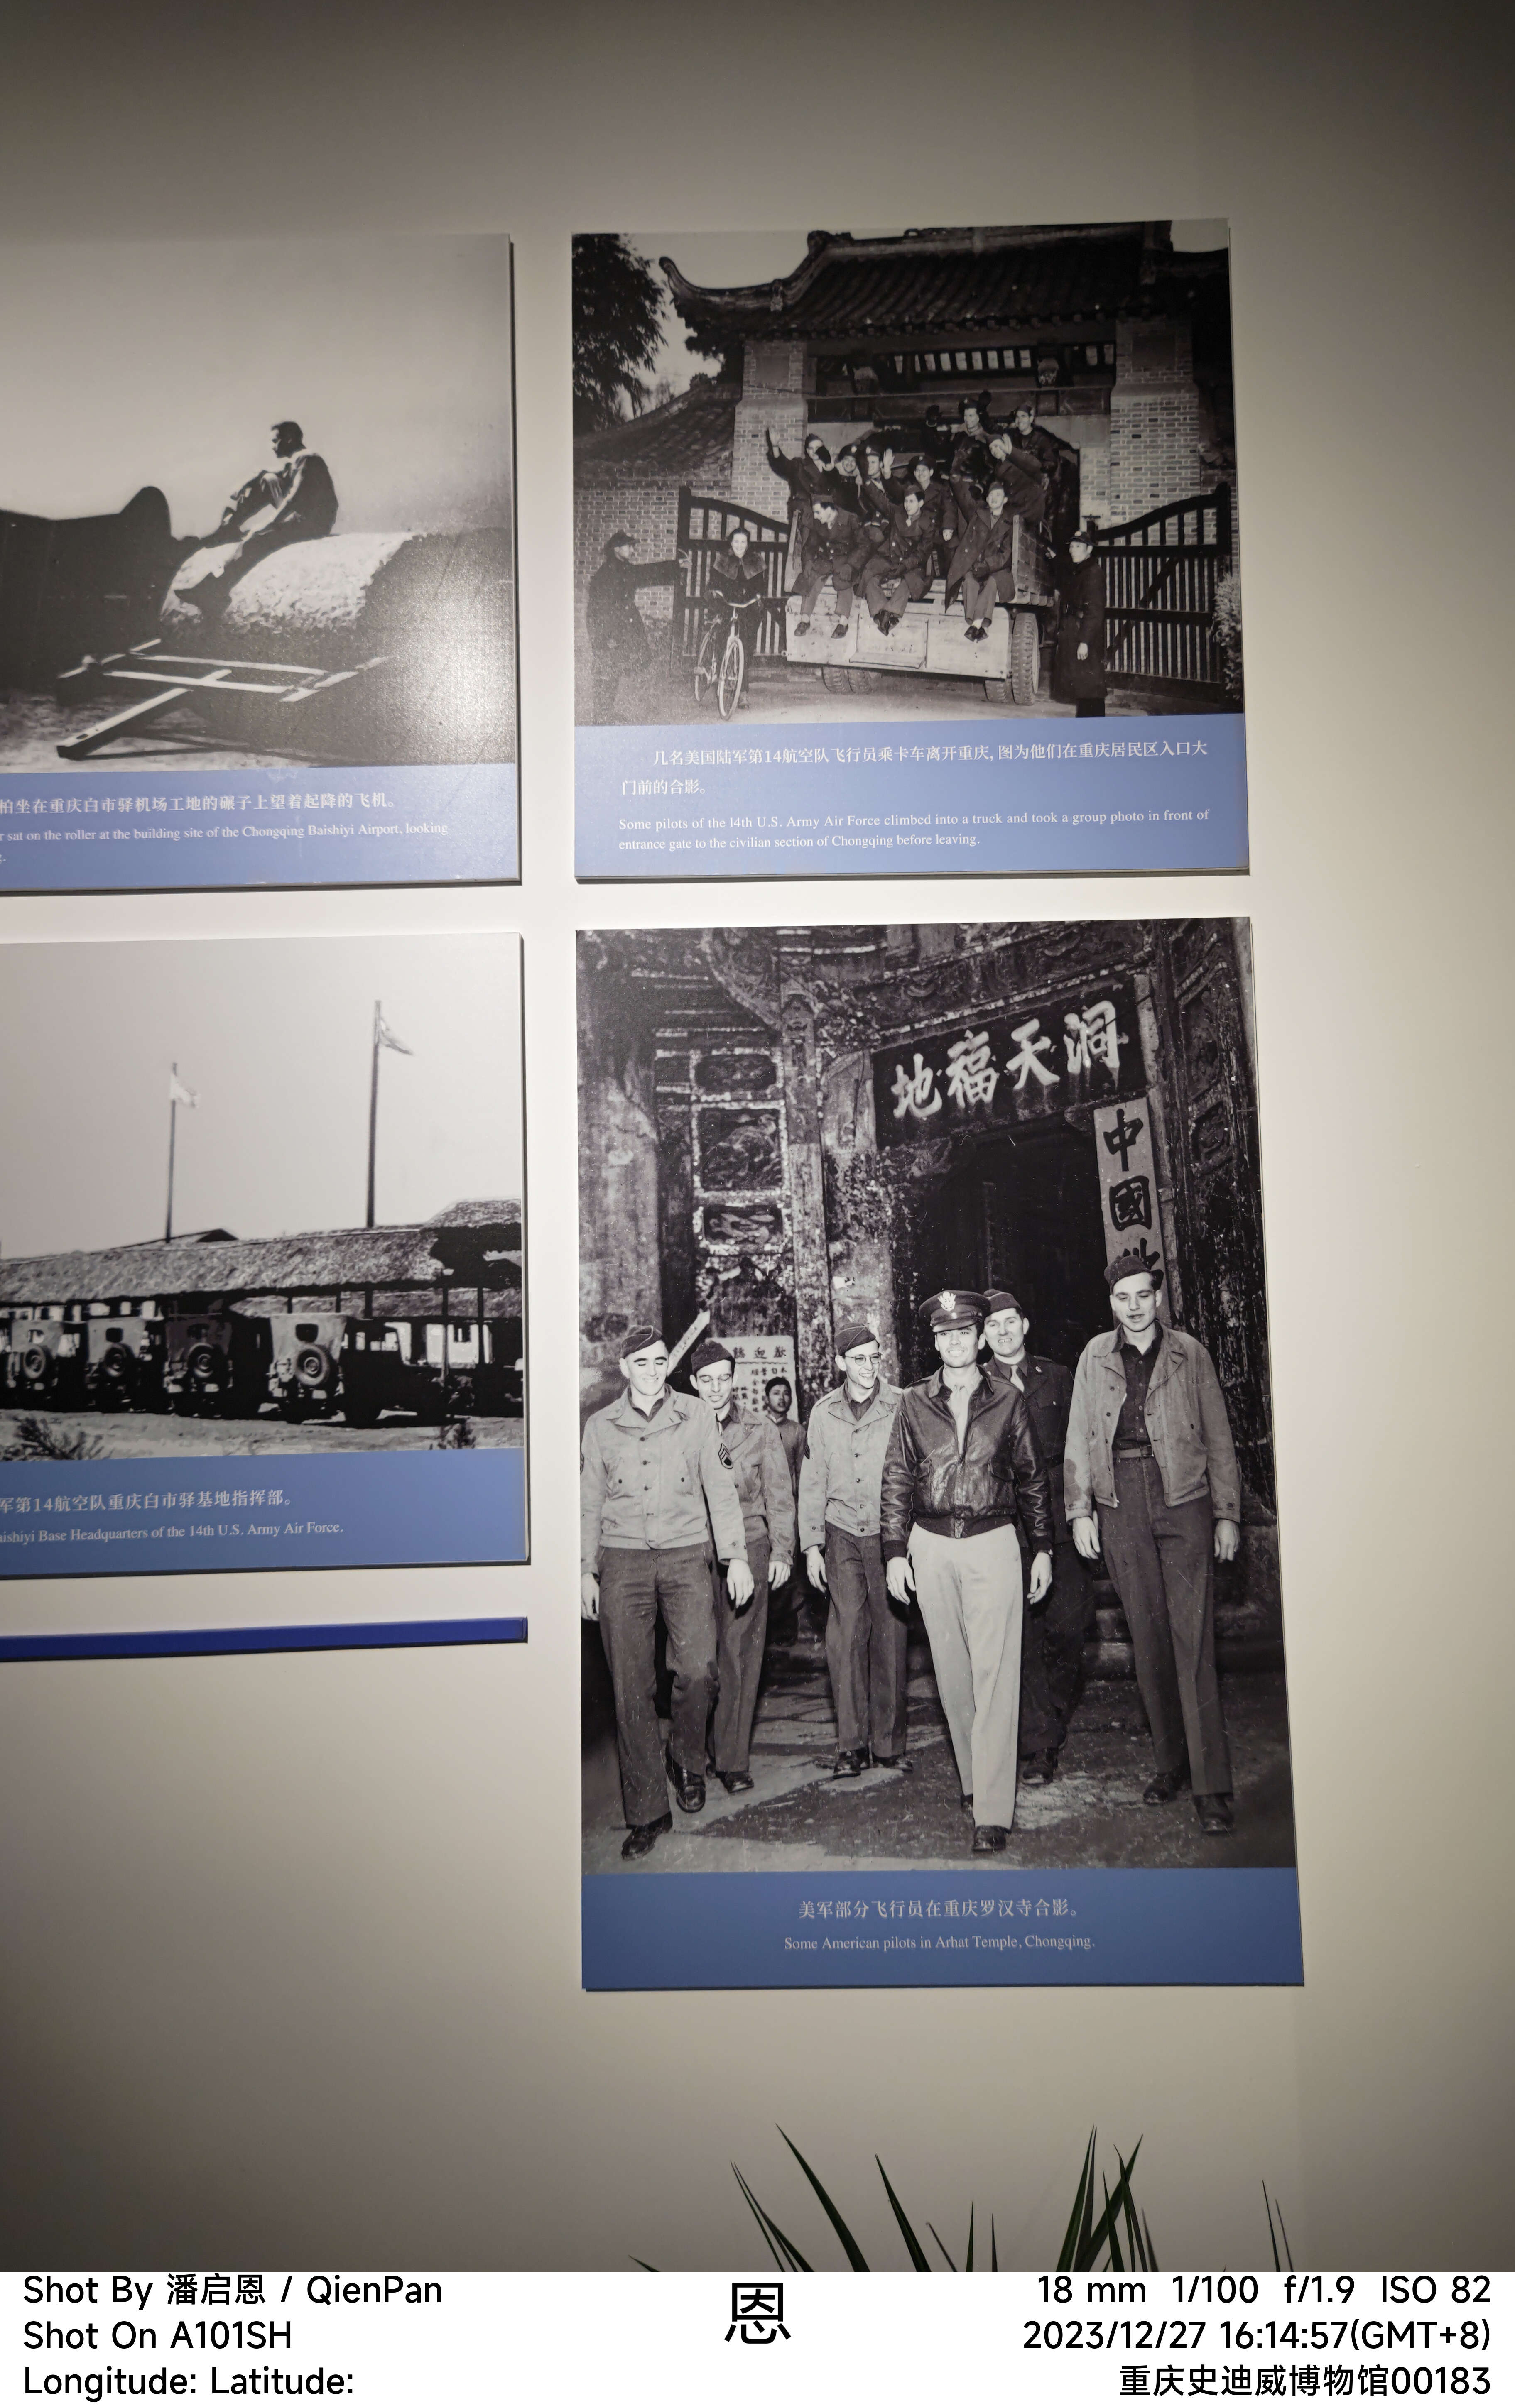 几名美国陆军第14航空队飞行员乘卡车离开重庆,图为他们在重庆居民区入口大
门前的合影。
Some pilots of the 14th U.S. Army Air Force climbed into a truck and took a group photo in front of
entrance gate to the civilian section of Chongqing before leaving.
柏坐在重庆白市驿机场工地的碾子上望着起降的飞机。
r sat on the roller at the building site of the Chongqing Baishiyi Airport, looking
g.
地福天洞
中國
軍第14航空队重庆白市驿基地指挥部。
aishiyi Base Headquarters of the 14th U.S. Army Air Force.
美军部分飞行员在重庆罗汉寺合影。
Some American pilots in Arhat Temple, Chongqing.
Shot By 潘启恩 / QienPan
Shot On A101SH
Longitude: Latitude:
恩
18 mm 1/100 f/1.9 ISO 82
2023/12/27 16:14:57(GMT+8)
重庆史迪威博物馆00183